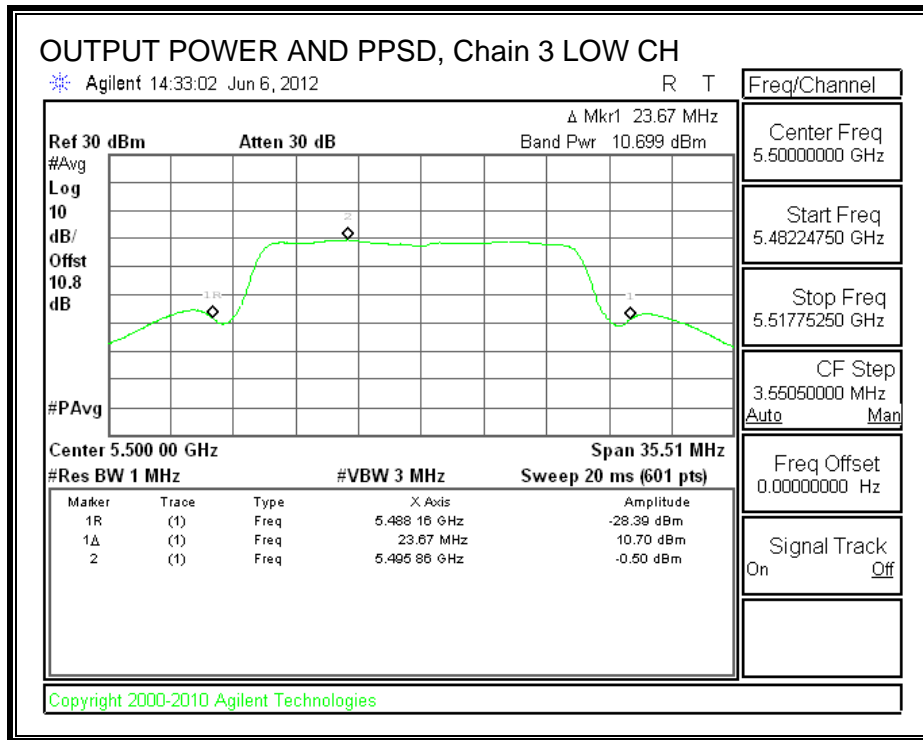 OUTPUT POWER AND PPSD, Chain 3 LOW CH
Agilent 14:33:02 Jun 6, 2012 R T
Freq/Channel
Δ Mkr1 23.67 MHz
Ref 30 dBm Atten 30 dB Band Pwr 10.699 dBm
#Avg
Log
10
dB/
Offst
10.8
dB
#PAvg
2
1R
1
Center 5.500 00 GHz Span 35.51 MHz
#Res BW 1 MHz #VBW 3 MHz Sweep 20 ms (601 pts)
Marker Trace Type X Axis Amplitude
1R (1) Freq 5.488 16 GHz -28.39 dBm
1Δ (1) Freq 23.67 MHz 10.70 dBm
2 (1) Freq 5.495 86 GHz -0.50 dBm
Center Freq
5.50000000 GHz
Start Freq
5.48224750 GHz
Stop Freq
5.51775250 GHz
CF Step
3.55050000 MHz
Auto Man
Freq Offset
0.00000000 Hz
Signal Track
On Off
Copyright 2000-2010 Agilent Technologies